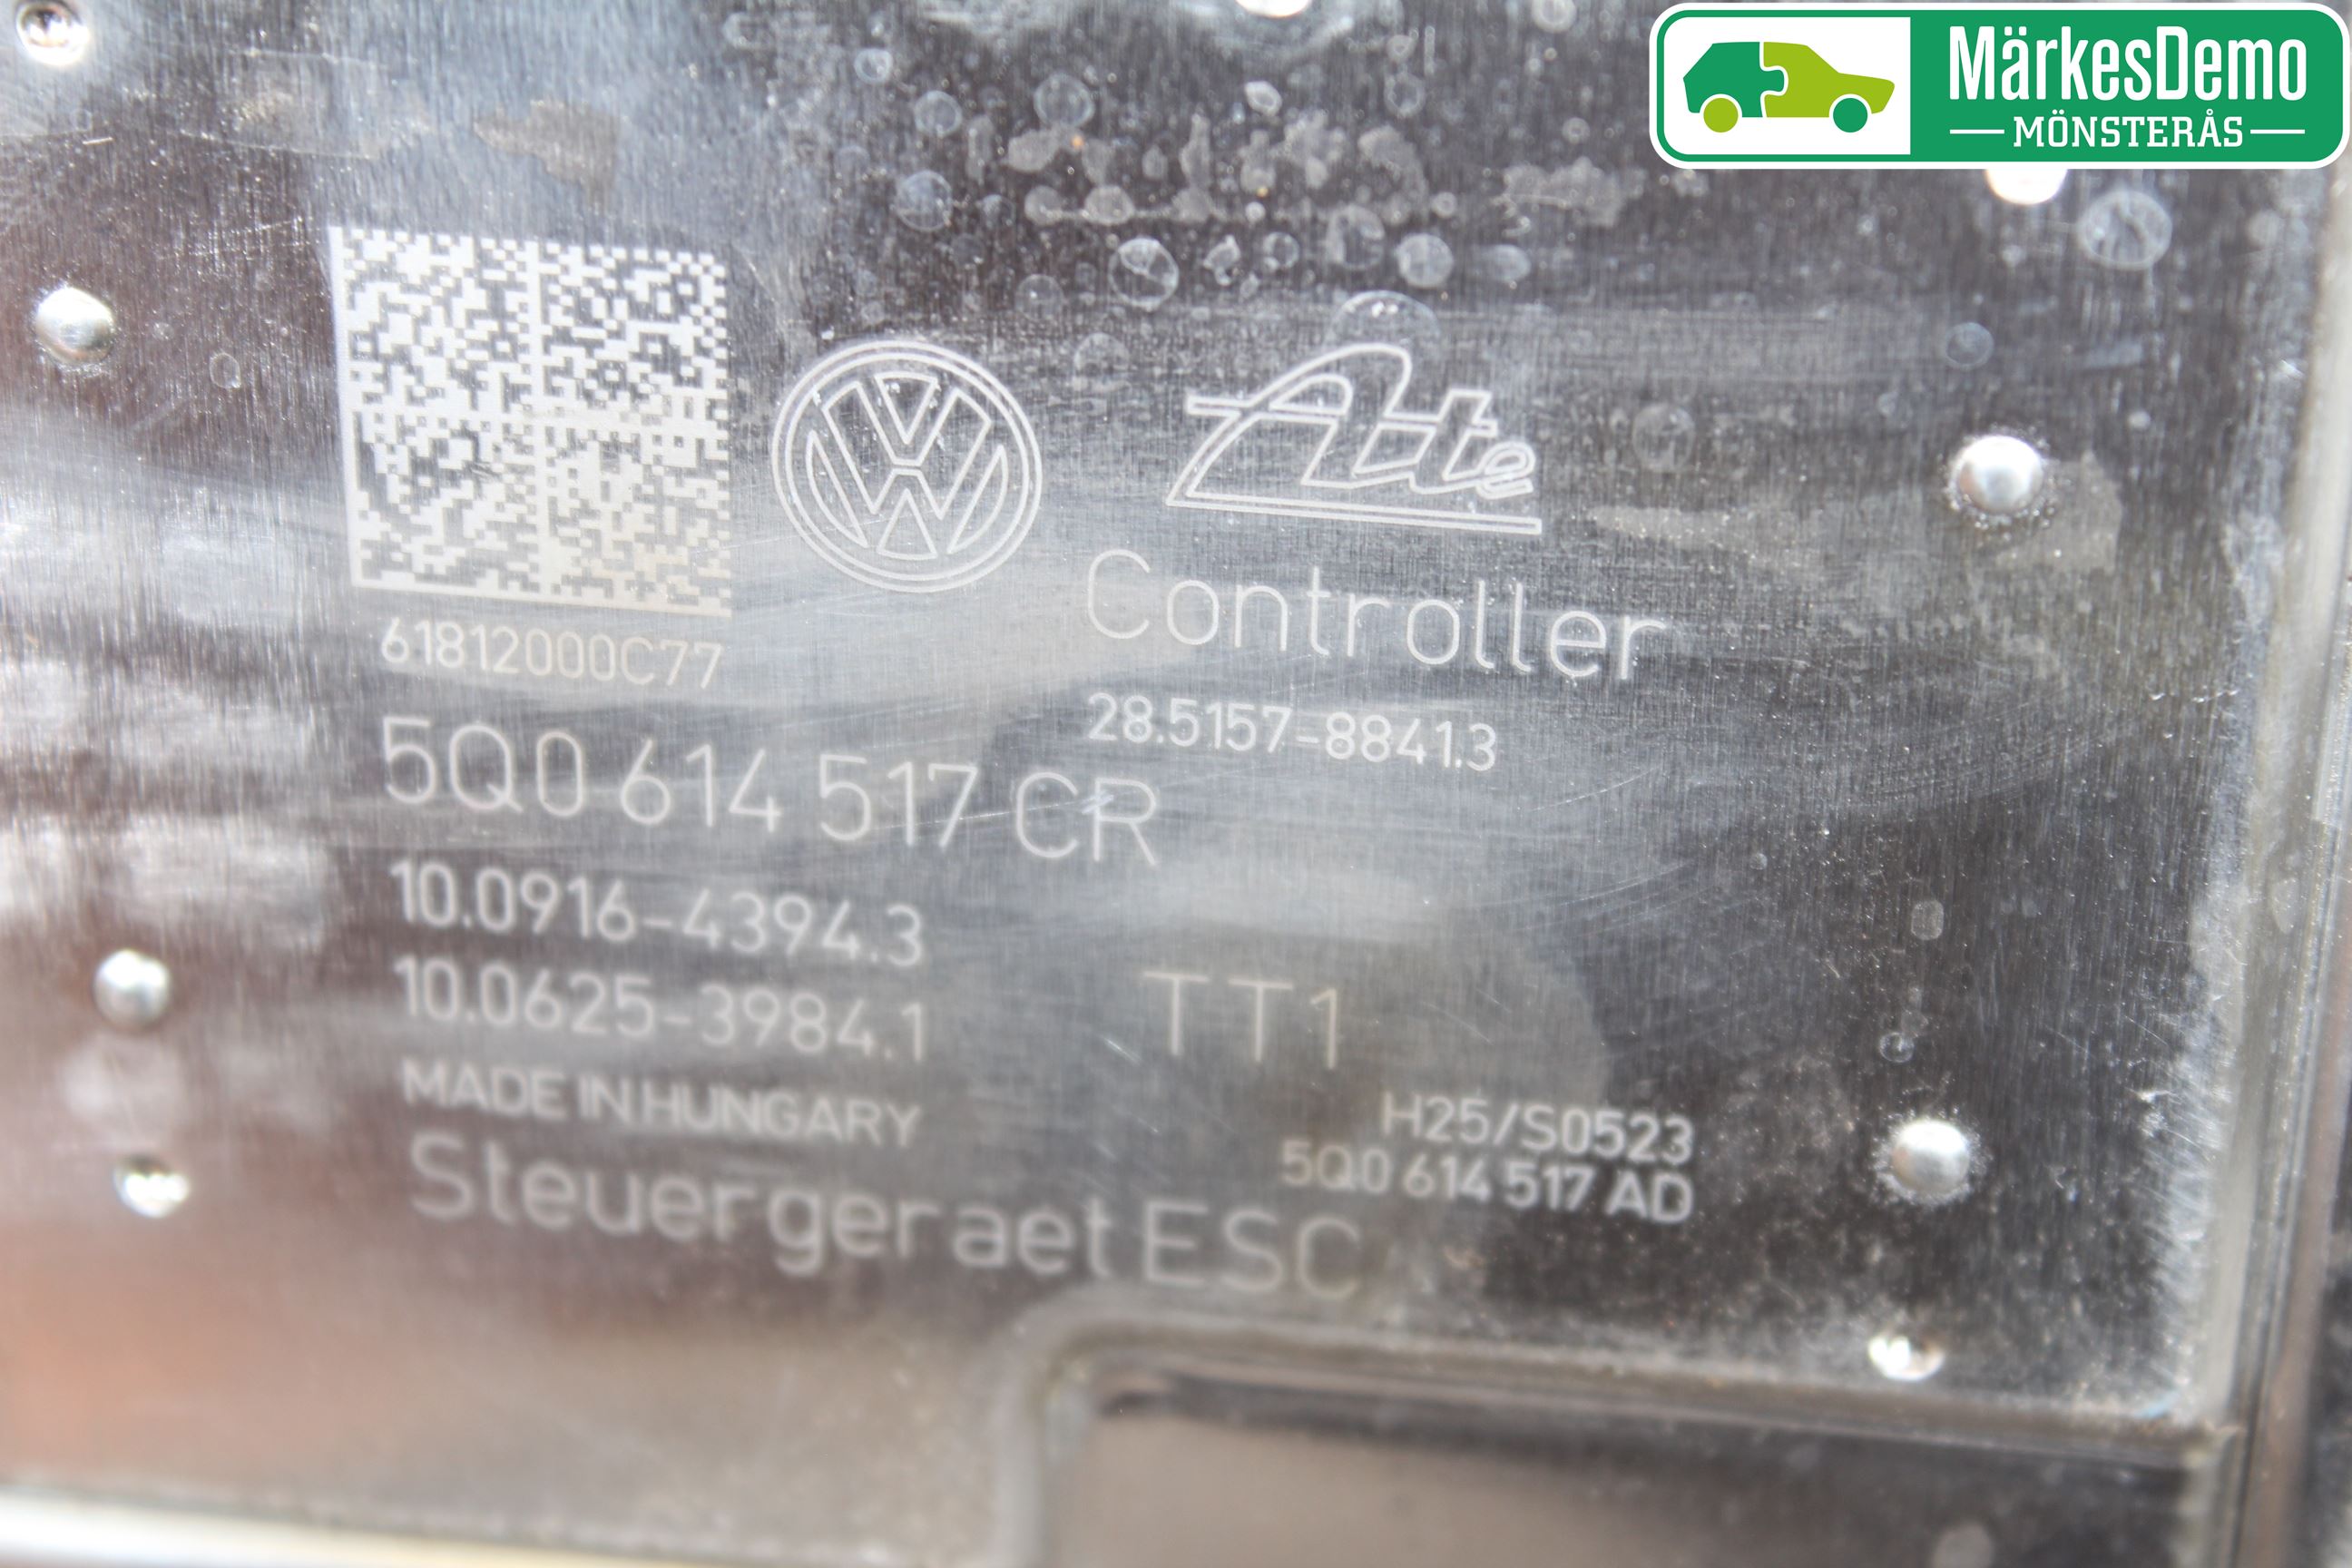 MärkesDemo
MÖNSTERÅS
Ate
Controller
61812000C77
28.5157-8841.3
5Q0 614 517 CR
10.0916-4394.3
10.0625-3984.1
TT1
MADE IN HUNGARY
H25/S0523
5Q0 614 517 AD
Steuergeraet ESC